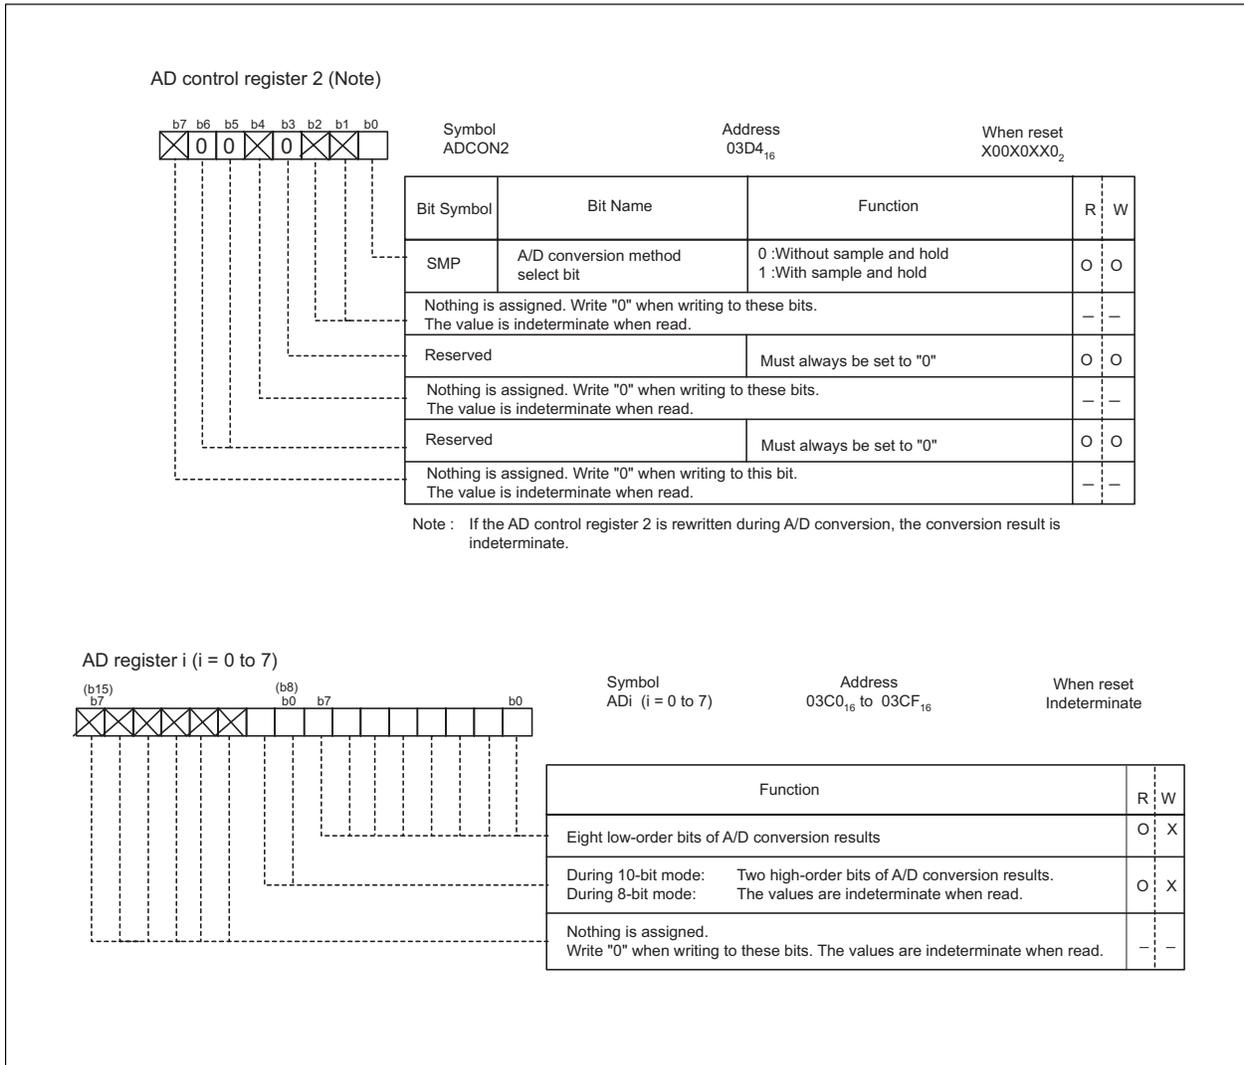 AD control register 2 (Note)
b7 b6 b5 b4 b3 b2 b1 b0
0 0 0
Symbol Address When reset
ADCON2 03D4₁₆ X00X0XX0₂
Bit Symbol Bit Name Function R W
SMP A/D conversion method select bit 0 :Without sample and hold 1 :With sample and hold O O
Nothing is assigned. Write "0" when writing to these bits.
The value is indeterminate when read. – –
Reserved Must always be set to "0" O O
Nothing is assigned. Write "0" when writing to these bits.
The value is indeterminate when read. – –
Reserved Must always be set to "0" O O
Nothing is assigned. Write "0" when writing to this bit.
The value is indeterminate when read. – –
Note : If the AD control register 2 is rewritten during A/D conversion, the conversion result is
indeterminate.
AD register i (i = 0 to 7)
(b15) (b8)
b7 b0 b7 b0
Symbol Address When reset
ADi (i = 0 to 7) 03C0₁₆ to 03CF₁₆ Indeterminate
Function R W
Eight low-order bits of A/D conversion results O X
During 10-bit mode: Two high-order bits of A/D conversion results.
During 8-bit mode: The values are indeterminate when read. O X
Nothing is assigned.
Write "0" when writing to these bits. The values are indeterminate when read. – –